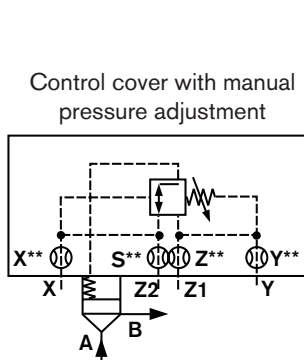 Control cover with manual
pressure adjustment
X** S** Z** Y**
X Z2 Z1 Y
B
A